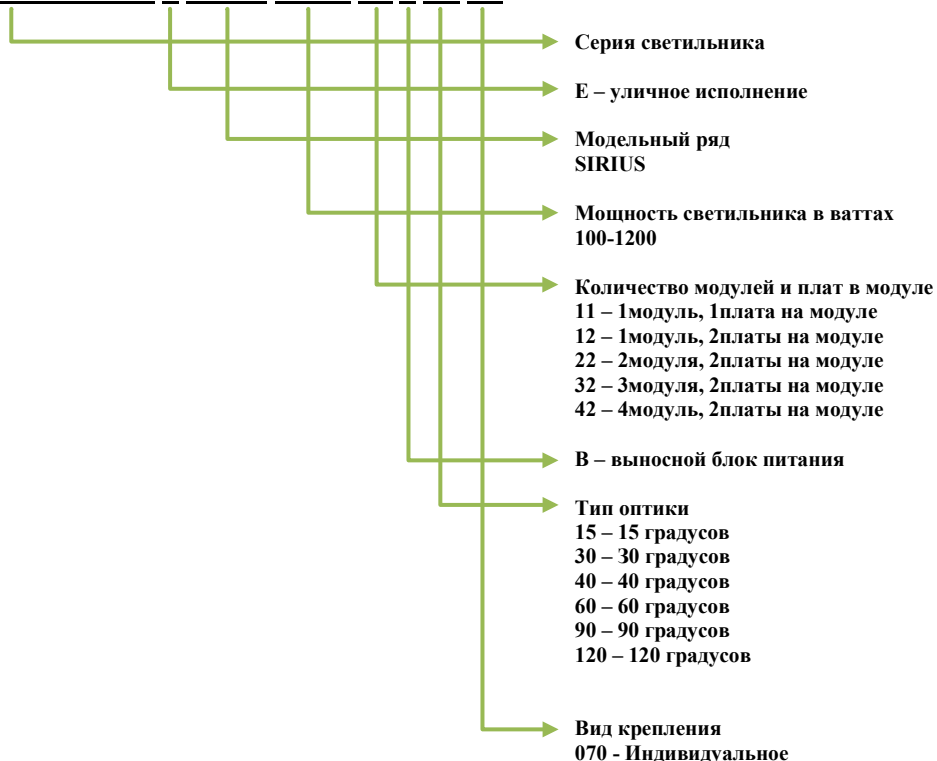 Серия светильника
Е – уличное исполнение
Модельный ряд
SIRIUS
Мощность светильника в ваттах
100-1200
Количество модулей и плат в модуле
11 – 1модуль, 1плата на модуле
12 – 1модуль, 2платы на модуле
22 – 2модуля, 2платы на модуле
32 – 3модуля, 2платы на модуле
42 – 4модуль, 2платы на модуле
В – выносной блок питания
Тип оптики
15 – 15 градусов
30 – 30 градусов
40 – 40 градусов
60 – 60 градусов
90 – 90 градусов
120 – 120 градусов
Вид крепления
070 - Индивидуальное